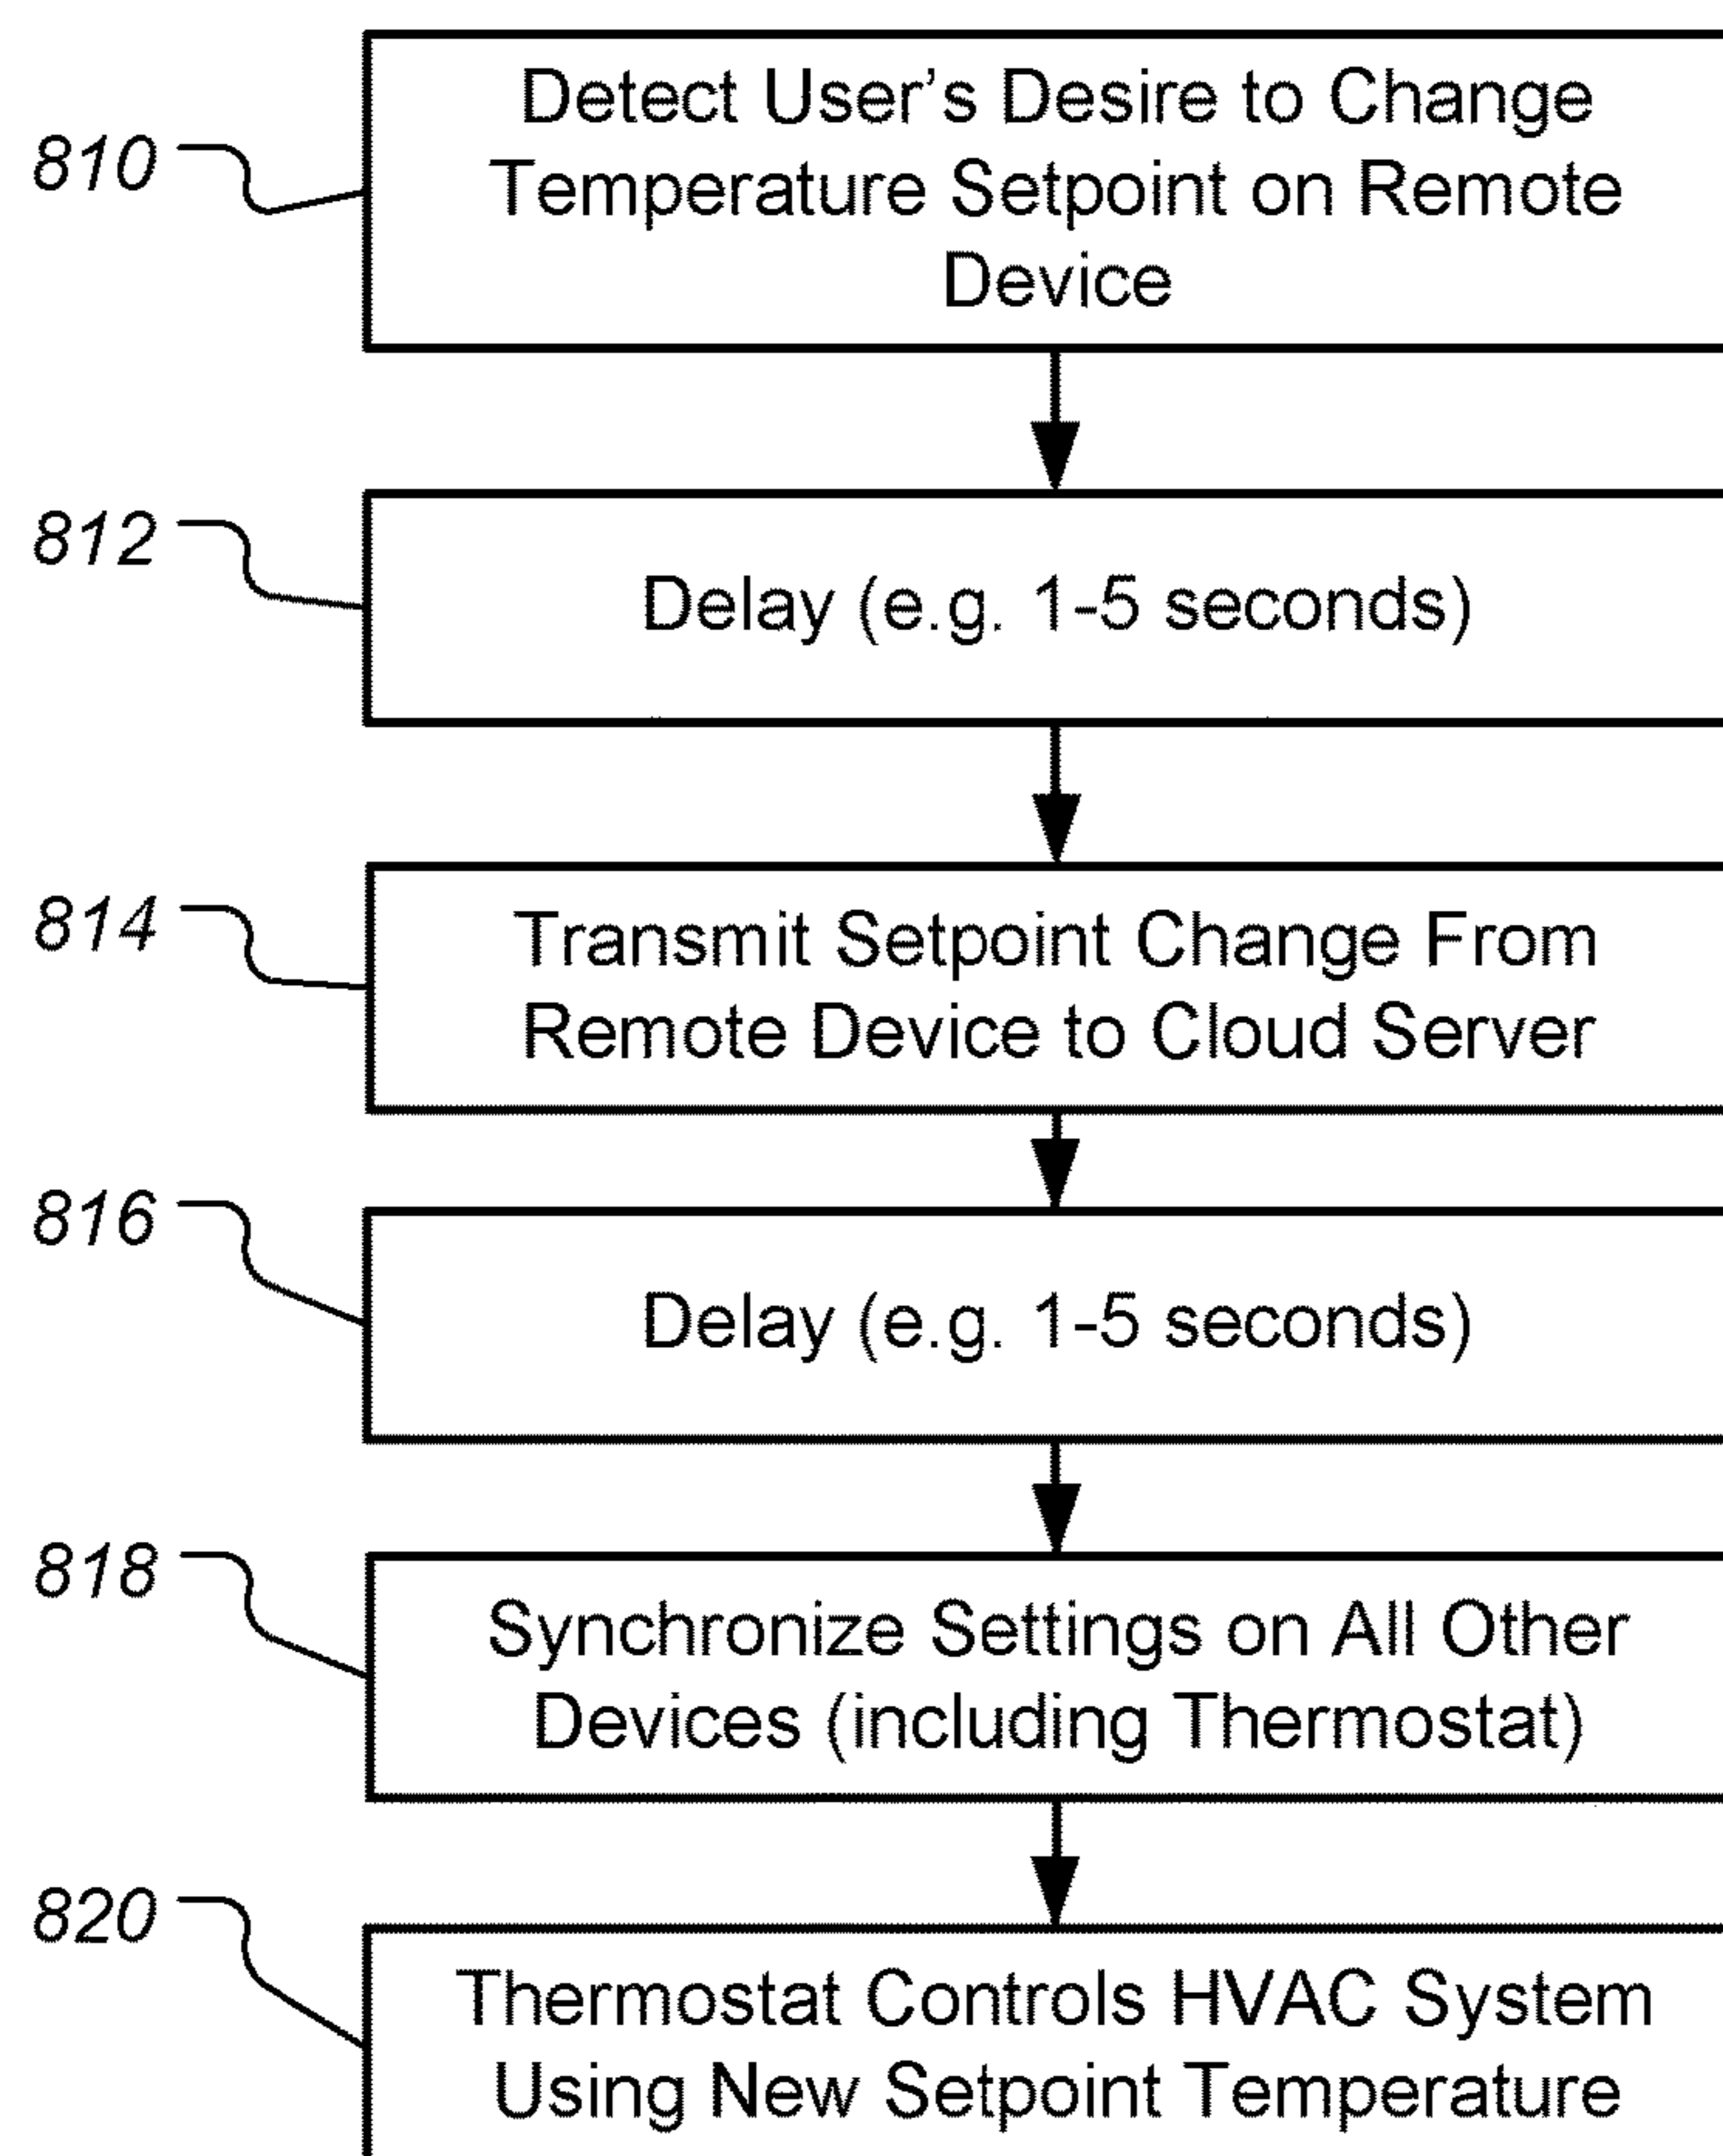 810
Detect User's Desire to Change
Temperature Setpoint on Remote
Device
812
Delay (e.g. 1-5 seconds)
814
Transmit Setpoint Change From
Remote Device to Cloud Server
816
Delay (e.g. 1-5 seconds)
818
Synchronize Settings on All Other
Devices (including Thermostat)
820
Thermostat Controls HVAC System
Using New Setpoint Temperature